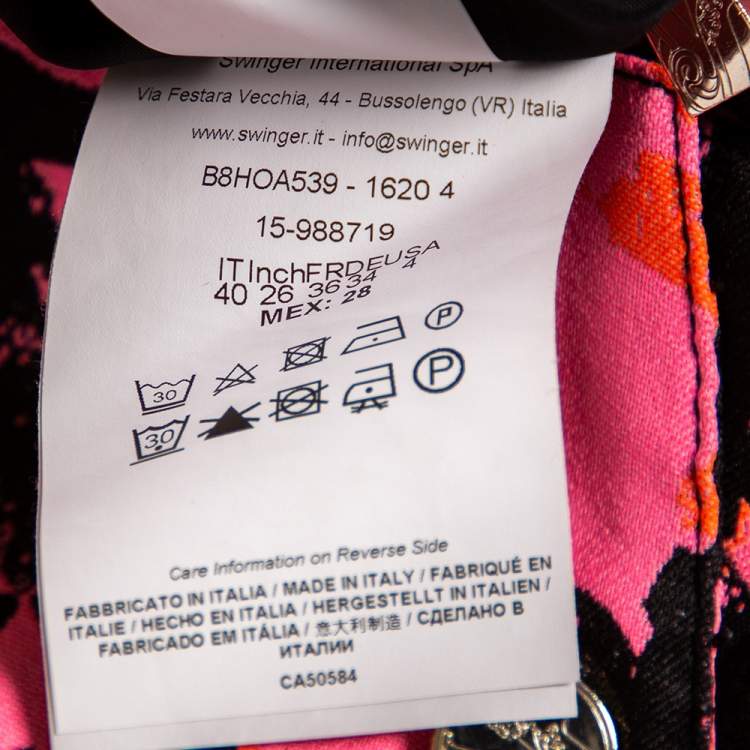 Swinger International SpA
Via Festara Vecchia, 44 - Bussolengo (VR) Italia
www.swinger.it - info@swinger.it
B8HOA539 - 1620 4
15-988719
IT Inch FR DE USA
40 26 36 34 4
MEX: 28
30 P
30 P
Care Information on Reverse Side
FABBRICATO IN ITALIA / MADE IN ITALY / FABRIQUÉ EN
ITALIE / HECHO EN ITALIA / HERGESTELLT IN ITALIEN /
FABRICADO EM ITÁLIA / 意大利制造 / СДЕЛАНО В
ИТАЛИИ
CA50584